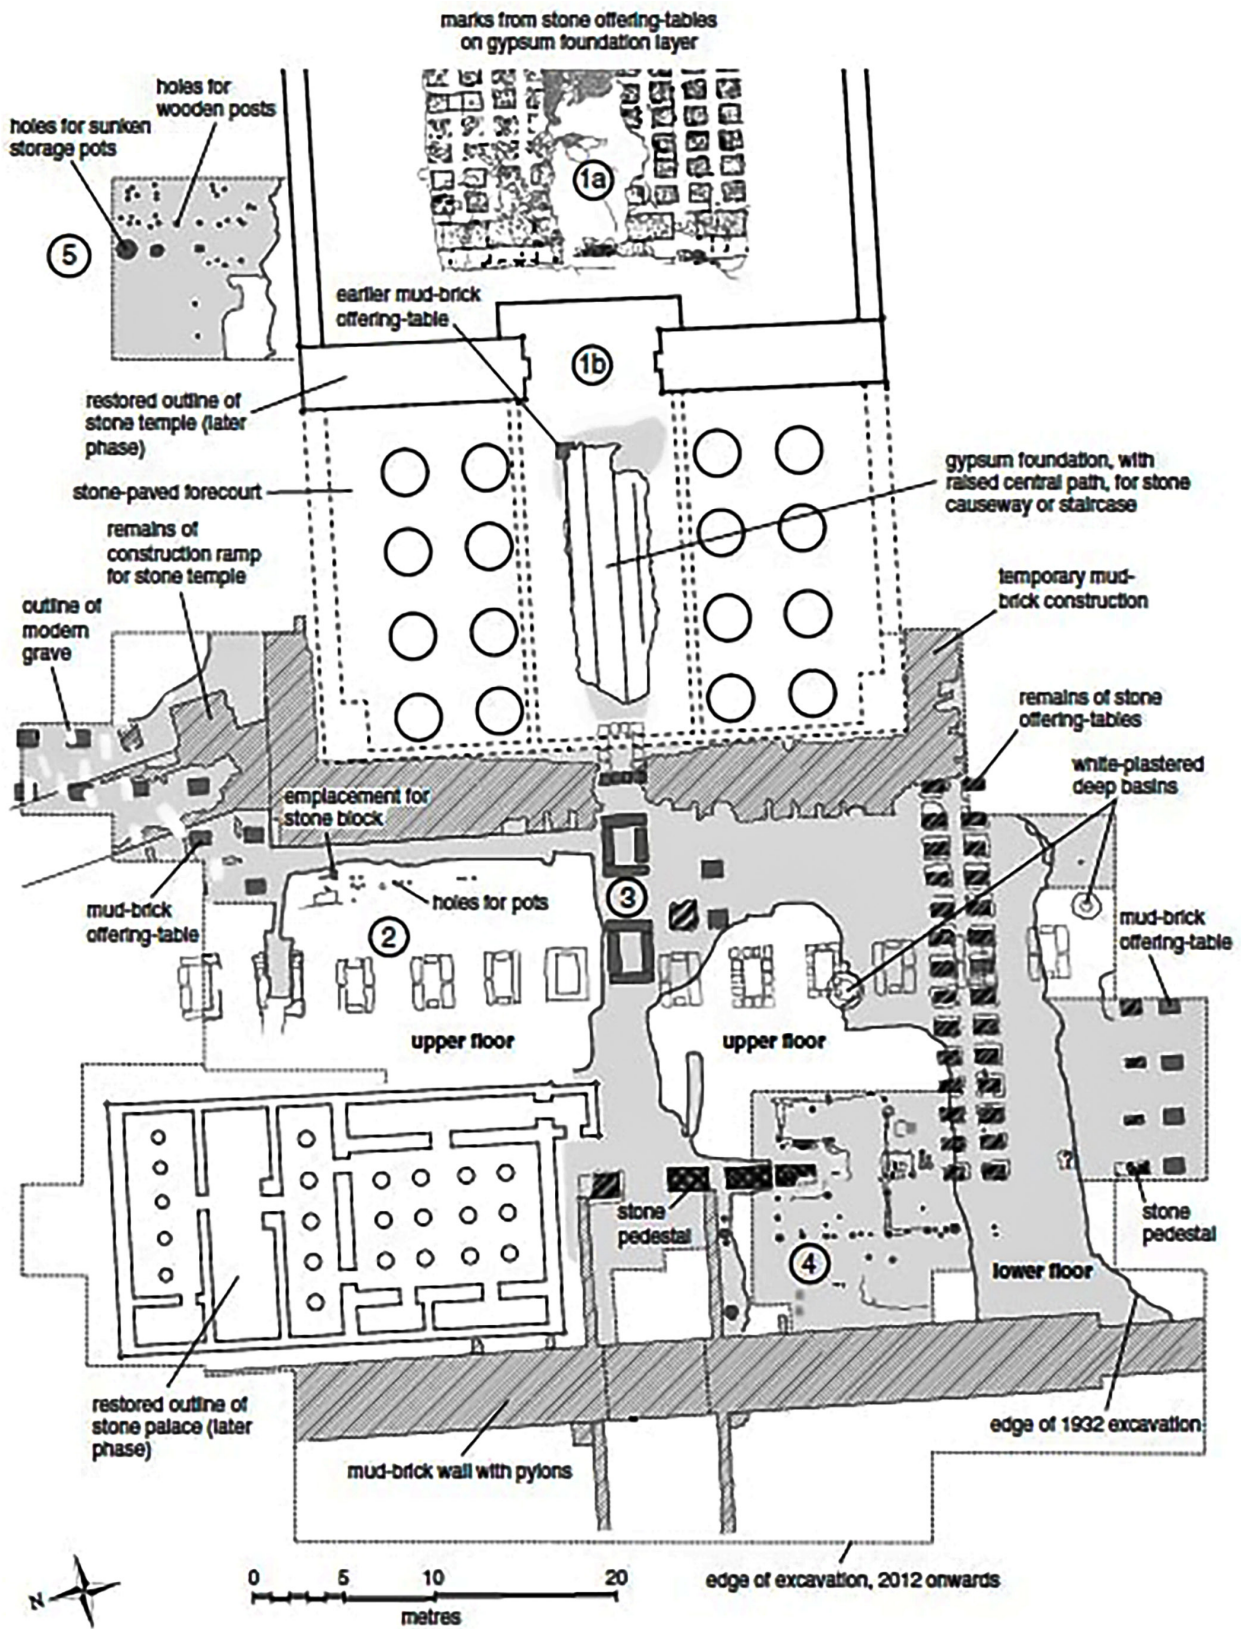 marks from stone offering-tables
on gypsum foundation layer
holes for
wooden posts
holes for sunken
storage pots
1a
5
earlier mud-brick
offering-table
1b
restored outline of
stone temple (later
phase)
gypsum foundation, with
raised central path, for stone
causeway or staircase
stone-paved forecourt
remains of
construction ramp
for stone temple
temporary mud-
brick construction
outline of
modern
grave
remains of stone
offering-tables
white-plastered
deep basins
emplacement for
stone block
mud-brick
offering-table
holes for pots
3
2
mud-brick
offering-table
upper floor
upper floor
?
stone
pedestal
stone
pedestal
4
lower floor
restored outline of
stone palace (later
phase)
edge of 1932 excavation
mud-brick wall with pylons
N
0 5 10 20
metres
edge of excavation, 2012 onwards